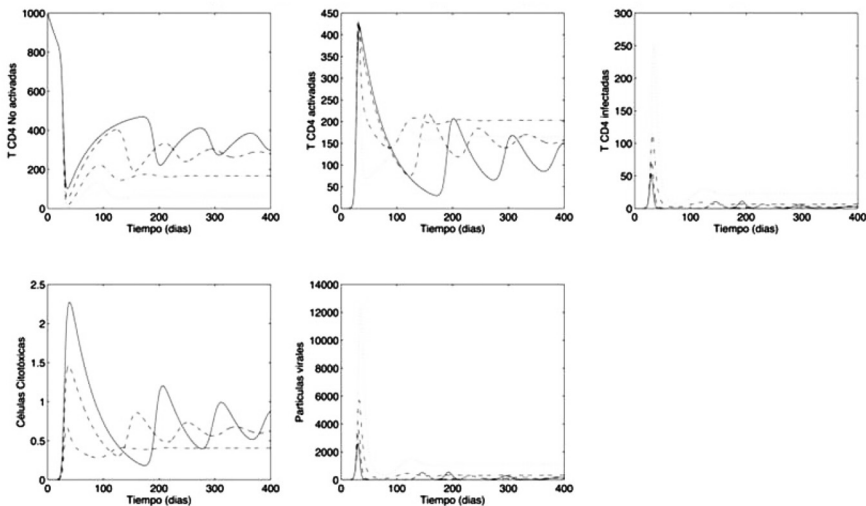 T CD4 No activadas
1000
800
600
400
200
0
0 100 200 300 400
Tiempo (dias)
T CD4 activadas
450
400
350
300
250
200
150
100
50
0
0 100 200 300 400
Tiempo (dias)
T CD4 infectadas
300
250
200
150
100
50
0
0 100 200 300 400
Tiempo (dias)
Células Citotóxicas
2.5
2
1.5
1
0.5
0
0 100 200 300 400
Tiempo (dias)
Particulas virales
14000
12000
10000
8000
6000
4000
2000
0
0 100 200 300 400
Tiempo (dias)